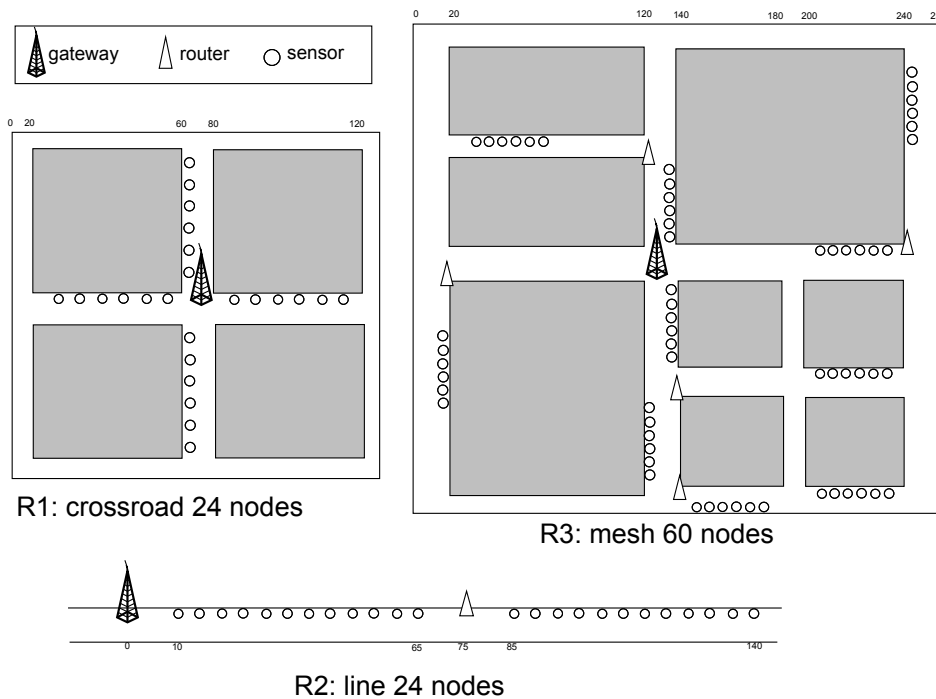 gateway router sensor
0 20 60 80 120
R1: crossroad 24 nodes
0 20 120 140 180 200 240
R3: mesh 60 nodes
0 10 65 75 85 140
R2: line 24 nodes